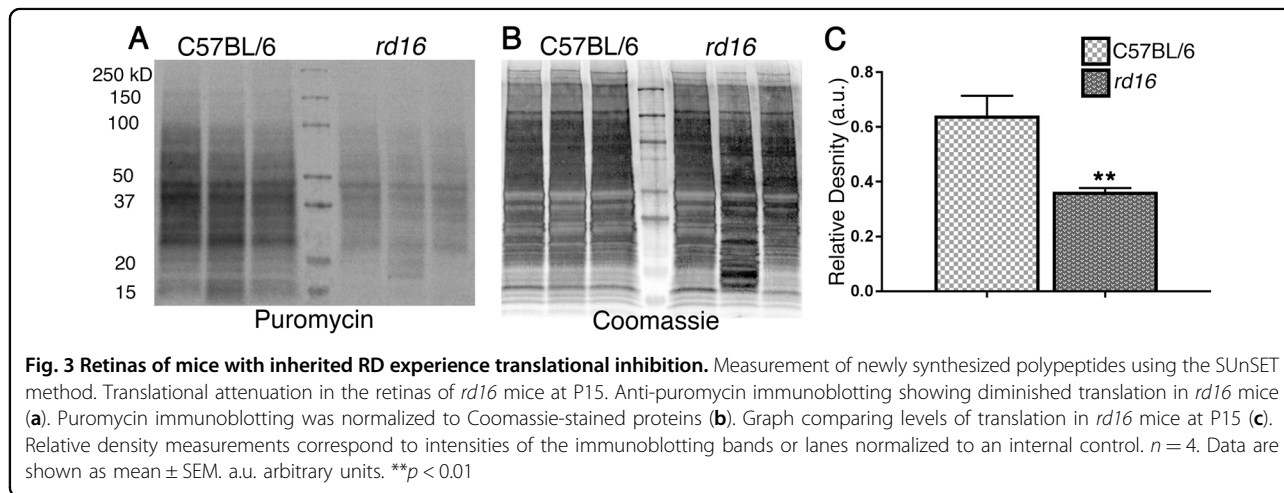 A C57BL/6 rd16
250 kD
150
100
50
37
20
15
Puromycin
B C57BL/6 rd16
Coomassie
C
C57BL/6
rd16
Relative Desnity (a.u.)
0.8
0.6
0.4
0.2
0.0
**
Fig. 3 Retinas of mice with inherited RD experience translational inhibition. Measurement of newly synthesized polypeptides using the SUnSET
method. Translational attenuation in the retinas of rd16 mice at P15. Anti-puromycin immunoblotting showing diminished translation in rd16 mice
(a). Puromycin immunoblotting was normalized to Coomassie-stained proteins (b). Graph comparing levels of translation in rd16 mice at P15 (c).
Relative density measurements correspond to intensities of the immunoblotting bands or lanes normalized to an internal control. n = 4. Data are
shown as mean ± SEM. a.u. arbitrary units. **p < 0.01